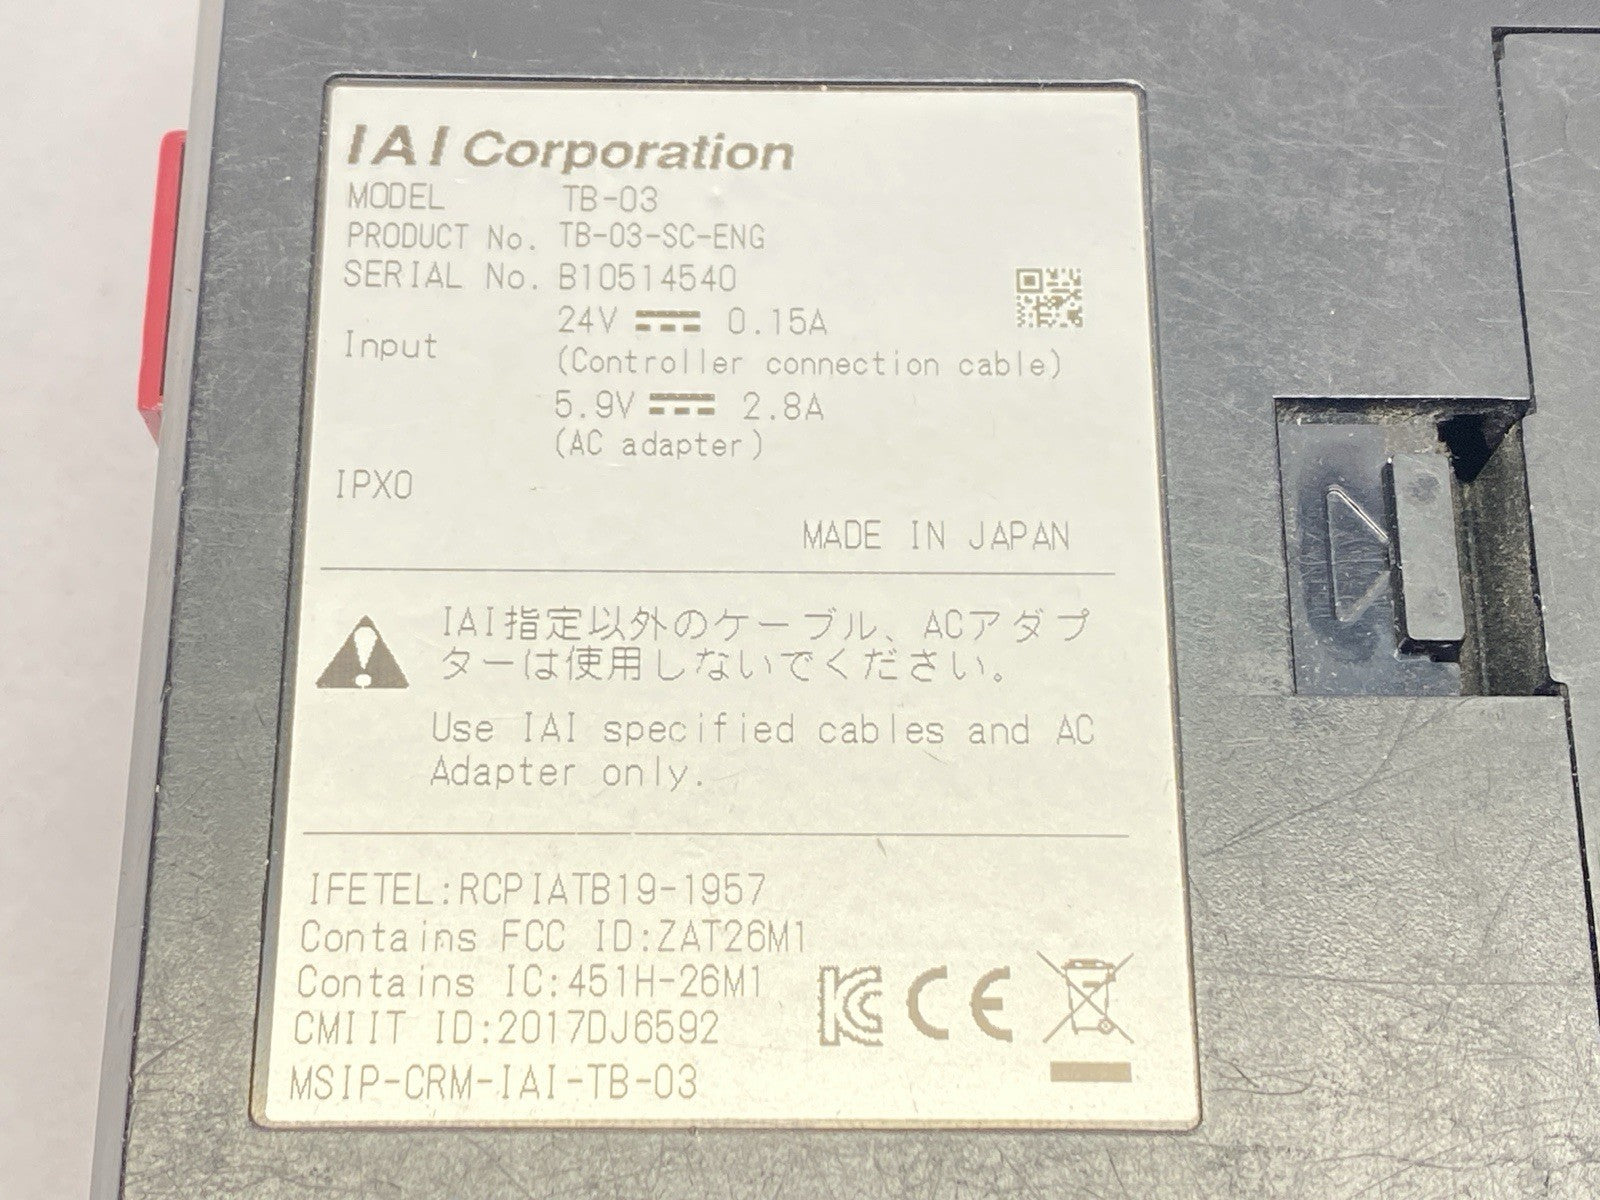 IAI Corporation
MODEL TB-03
PRODUCT No. TB-03-SC-ENG
SERIAL No. B10514540
Input 24V 0.15A
(Controller connection cable)
5.9V 2.8A
(AC adapter)
IPX0
MADE IN JAPAN
IAI指定以外のケーブル、ACアダプ
ターは使用しないでください。
Use IAI specified cables and AC
Adapter only.
IFETEL:RCPIATB19-1957
Contains FCC ID:ZAT26M1
Contains IC:451H-26M1
CMIIT ID:2017DJ6592
MSIP-CRM-IAI-TB-03
KC CE